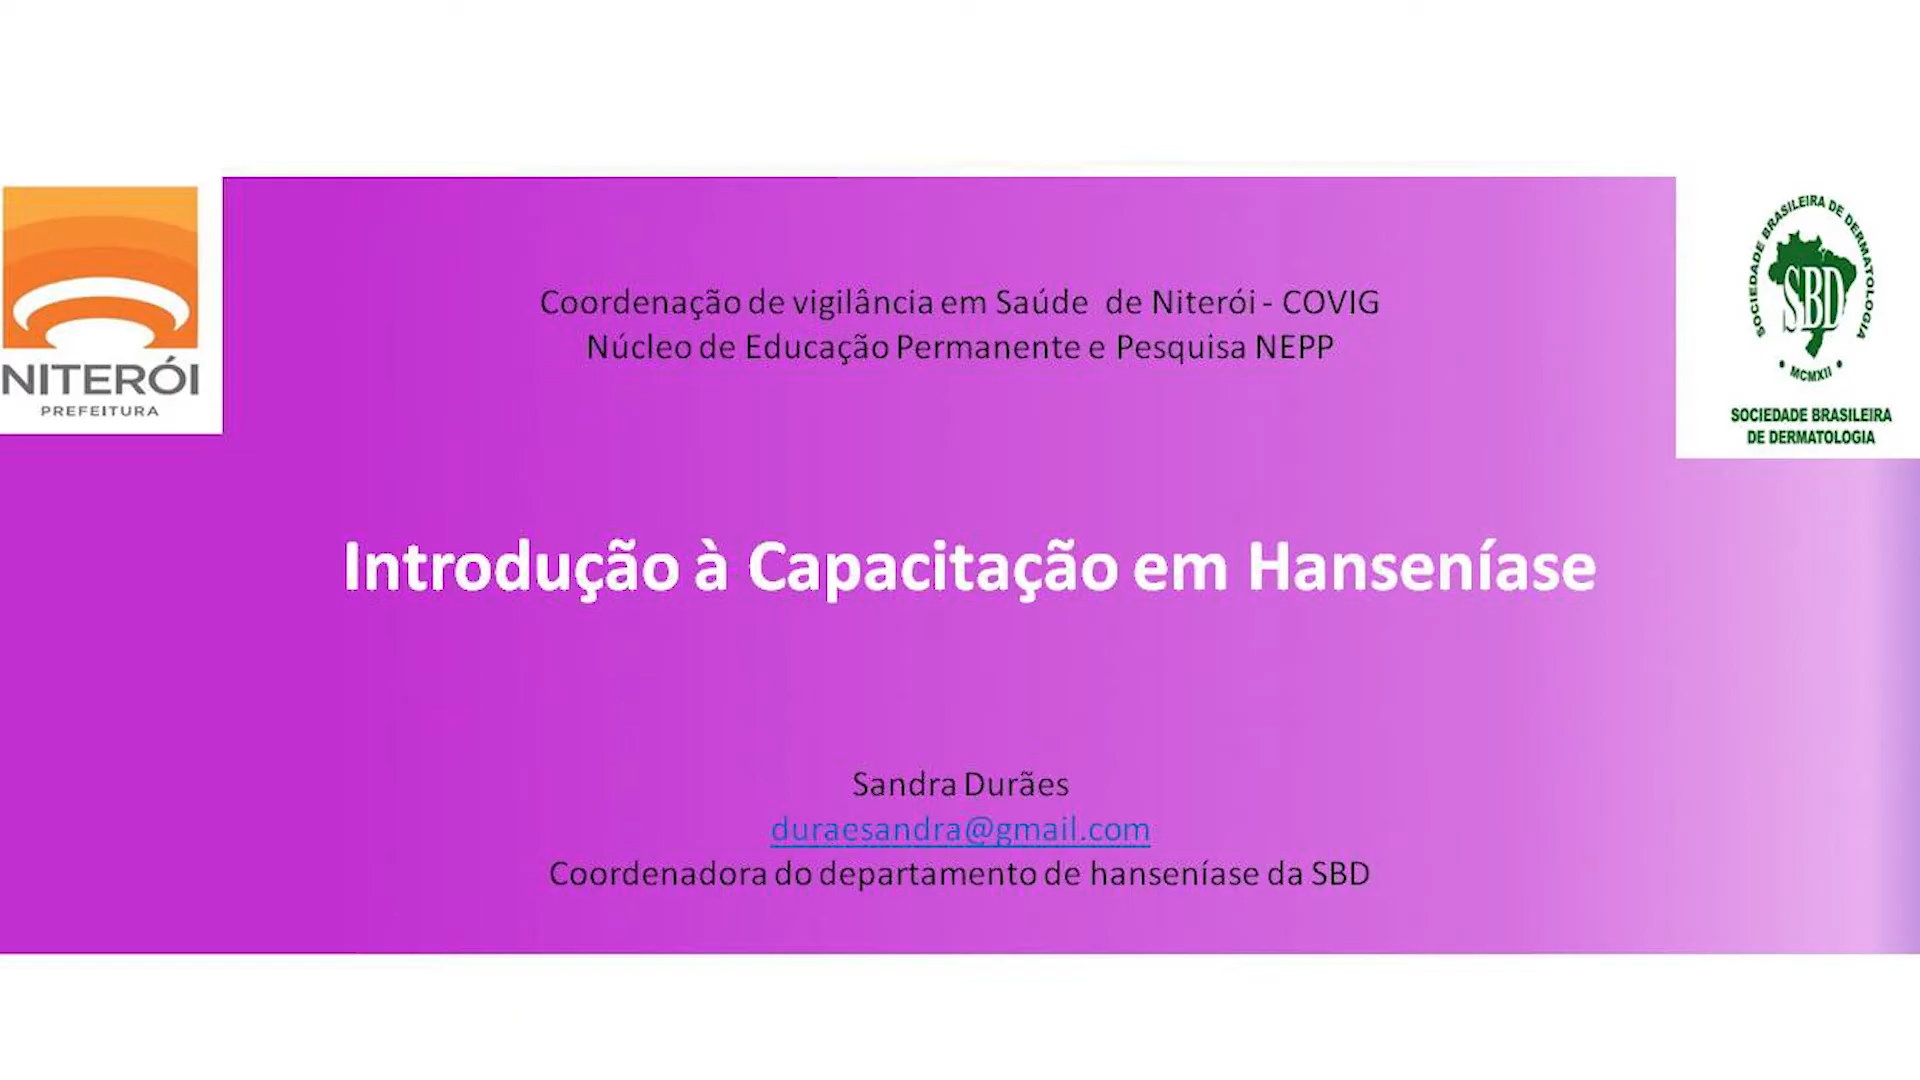 Coordenação de vigilância em Saúde de Niterói - COVIG
Núcleo de Educação Permanente e Pesquisa NEPP
NITERÓI
PREFEITURA
SOCIEDADE BRASILEIRA DE DERMATOLOGIA
SBD
• MCMXII •
SOCIEDADE BRASILEIRA
DE DERMATOLOGIA
Introdução à Capacitação em Hanseníase
Sandra Durães
duraesandra@gmail.com
Coordenadora do departamento de hanseníase da SBD